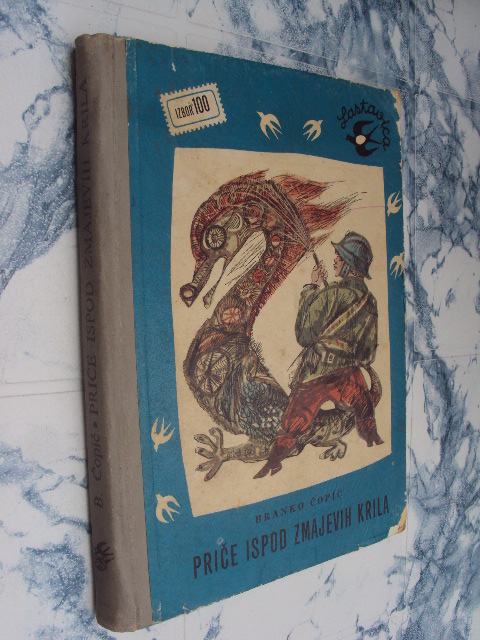 IZBOR 100
Lastavica
BRANKO ĆOPIĆ
PRIČE ISPOD ZMAJEVIH KRILA
B. Ćopić • PRIČE ISPOD ZMAJEVIH KRILA